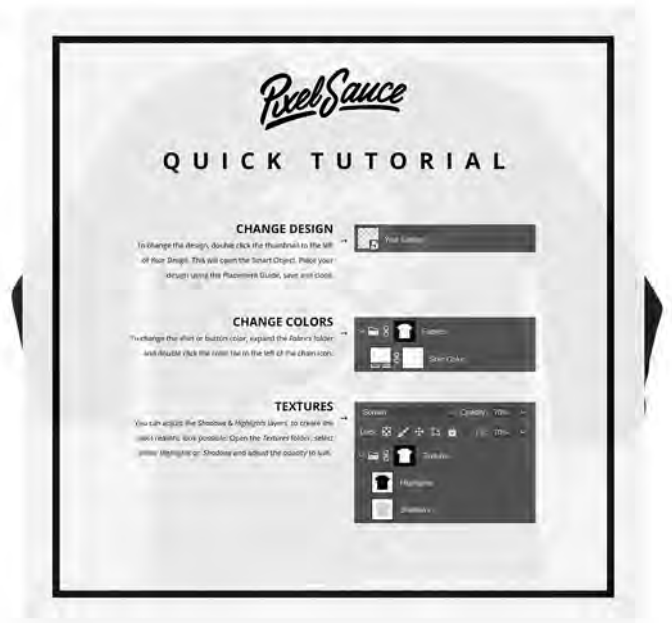 Pixel Sauce
QUICK TUTORIAL
CHANGE DESIGN
To change the design, double click the thumbnail to the left
of Your Design. This will open the Smart Object. Place your
design using the Placement Guide, save and close.
Your Design
CHANGE COLORS
To change the shirt or button color, expand the Fabrics folder
and double click the color tile in the left of the chain icon.
Fabrics
Shirt Color
TEXTURES
You can adjust the Shadows & Highlights layers, to create the
most realistic look possible. Open the Textures folder, select
either Highlights or Shadows and adjust the opacity to suit.
Screen Opacity: 70%
Lock: 70%
Textures
Highlights
Shadows